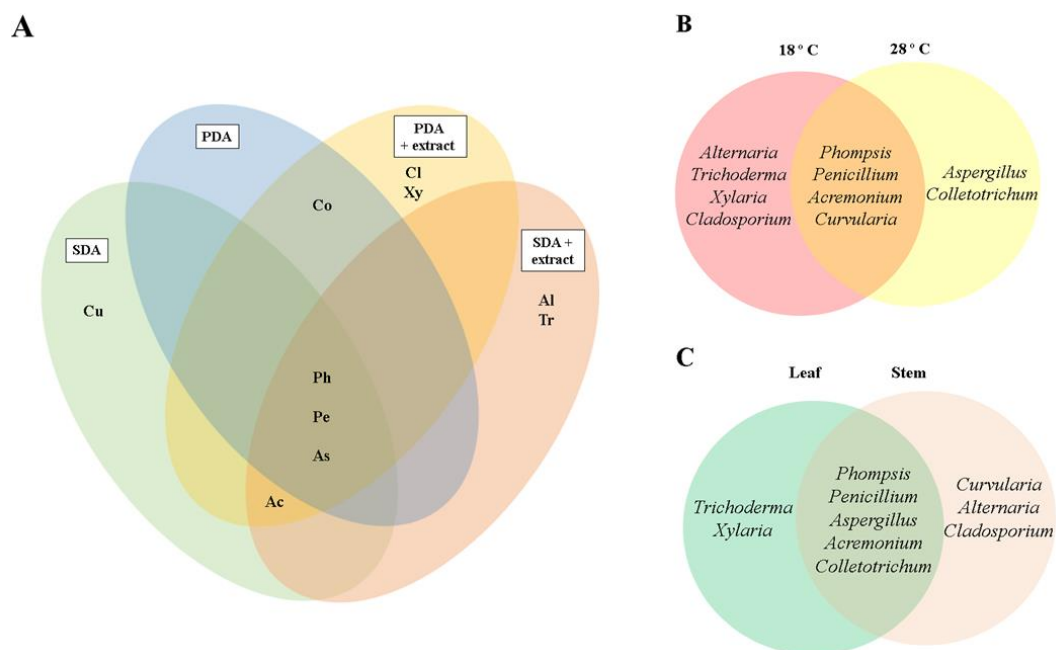 A
PDA
PDA
+ extract
Cl
Xy
Co
SDA
SDA +
extract
Cu
Al
Tr
Ph
Pe
As
Ac
B
18 º C
28 º C
Alternaria
Trichoderma
Xylaria
Cladosporium
Phompsis
Penicillium
Acremonium
Curvularia
Aspergillus
Colletotrichum
C
Leaf
Stem
Trichoderma
Xylaria
Phompsis
Penicillium
Aspergillus
Acremonium
Colletotrichum
Curvularia
Alternaria
Cladosporium